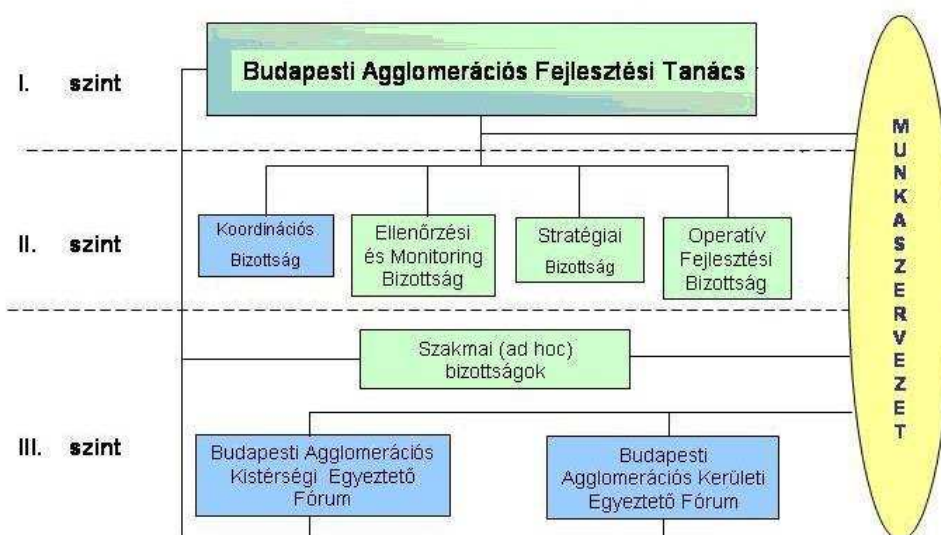 I. szint
Budapesti Agglomerációs Fejlesztési Tanács
II. szint
Koordinációs
Bizottság
Ellenőrzési
és Monitoring
Bizottság
Stratégiai
Bizottság
Operatív
Fejlesztési
Bizottság
III. szint
Szakmai (ad hoc)
bizottságok
Budapesti Agglomerációs
Kistérségi Egyeztető
Fórum
Budapesti
Agglomerációs Kerületi
Egyeztető Fórum
MUNKASZERVEZET